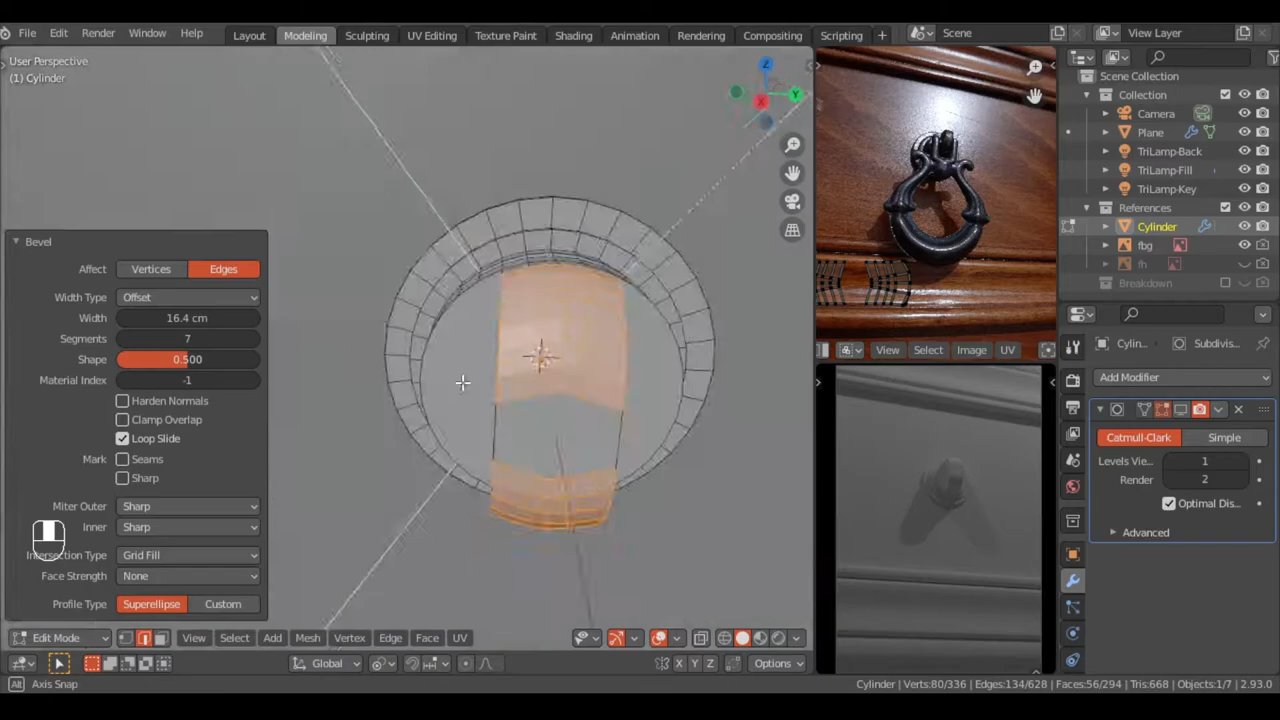 File Edit Render Window Help Layout Modeling Sculpting UV Editing Texture Paint Shading Animation Rendering Compositing Scripting + Scene View Layer
User Perspective
(1) Cylinder
Z
Y
X
Scene Collection
Collection
Camera
Plane
TriLamp-Back
TriLamp-Fill
TriLamp-Key
References
Cylinder
fbg
fh
Breakdown
Bevel
Affect Vertices Edges
Width Type Offset
Width 16.4 cm
Segments 7
Shape 0.500
Material Index -1
Harden Normals
Clamp Overlap
Loop Slide
Mark Seams
Sharp
Miter Outer Sharp
Inner Sharp
Intersection Type Grid Fill
Face Strength None
Profile Type Superellipse Custom
View Select Image UV
Cylin... Subdivis...
Add Modifier
Catmull-Clark Simple
Levels Vie... 1
Render 2
Optimal Dis...
Advanced
Edit Mode View Select Add Mesh Vertex Edge Face UV
Global X Y Z Options
Alt Axis Snap Cylinder | Verts:80/336 | Edges:134/628 | Faces:56/294 | Tris:668 | Objects:1/7 | 2.93.0